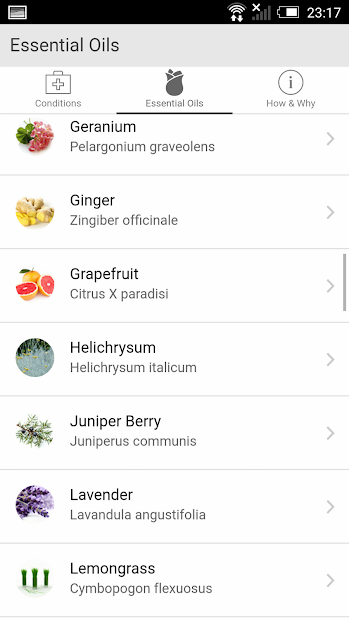 23:17
Essential Oils
Conditions
Essential Oils
How & Why
Geranium
Pelargonium graveolens
Ginger
Zingiber officinale
Grapefruit
Citrus X paradisi
Helichrysum
Helichrysum italicum
Juniper Berry
Juniperus communis
Lavender
Lavandula angustifolia
Lemongrass
Cymbopogon flexuosus